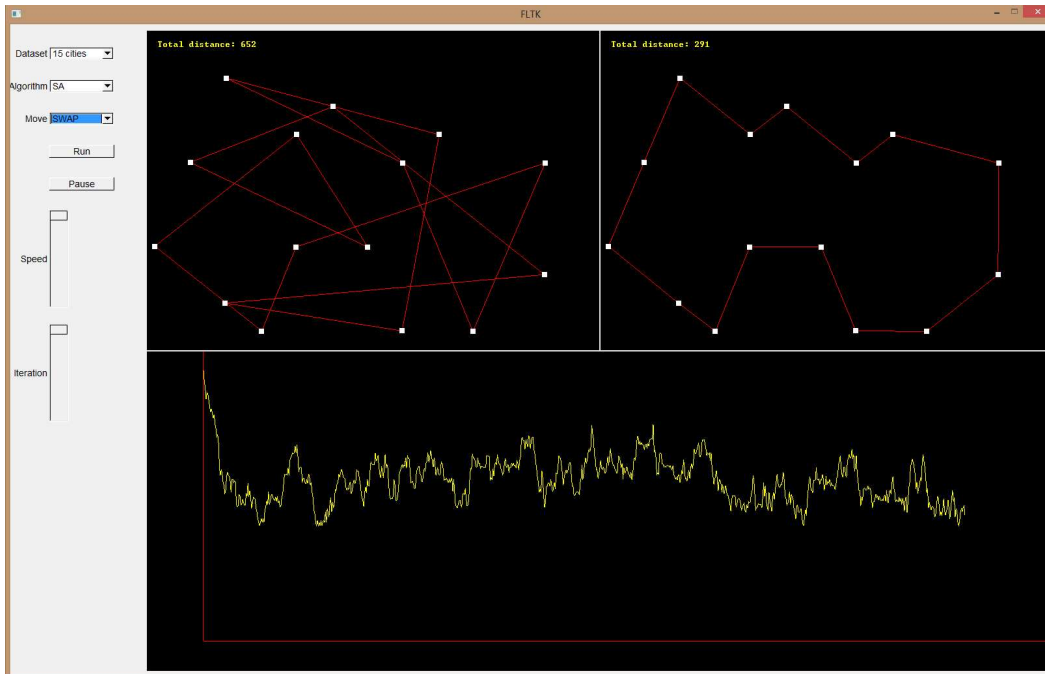 FLTK
Dataset 15 cities
Algorithm SA
Move SWAP
Run
Pause
Speed
Iteration
Total distance: 652
Total distance: 291